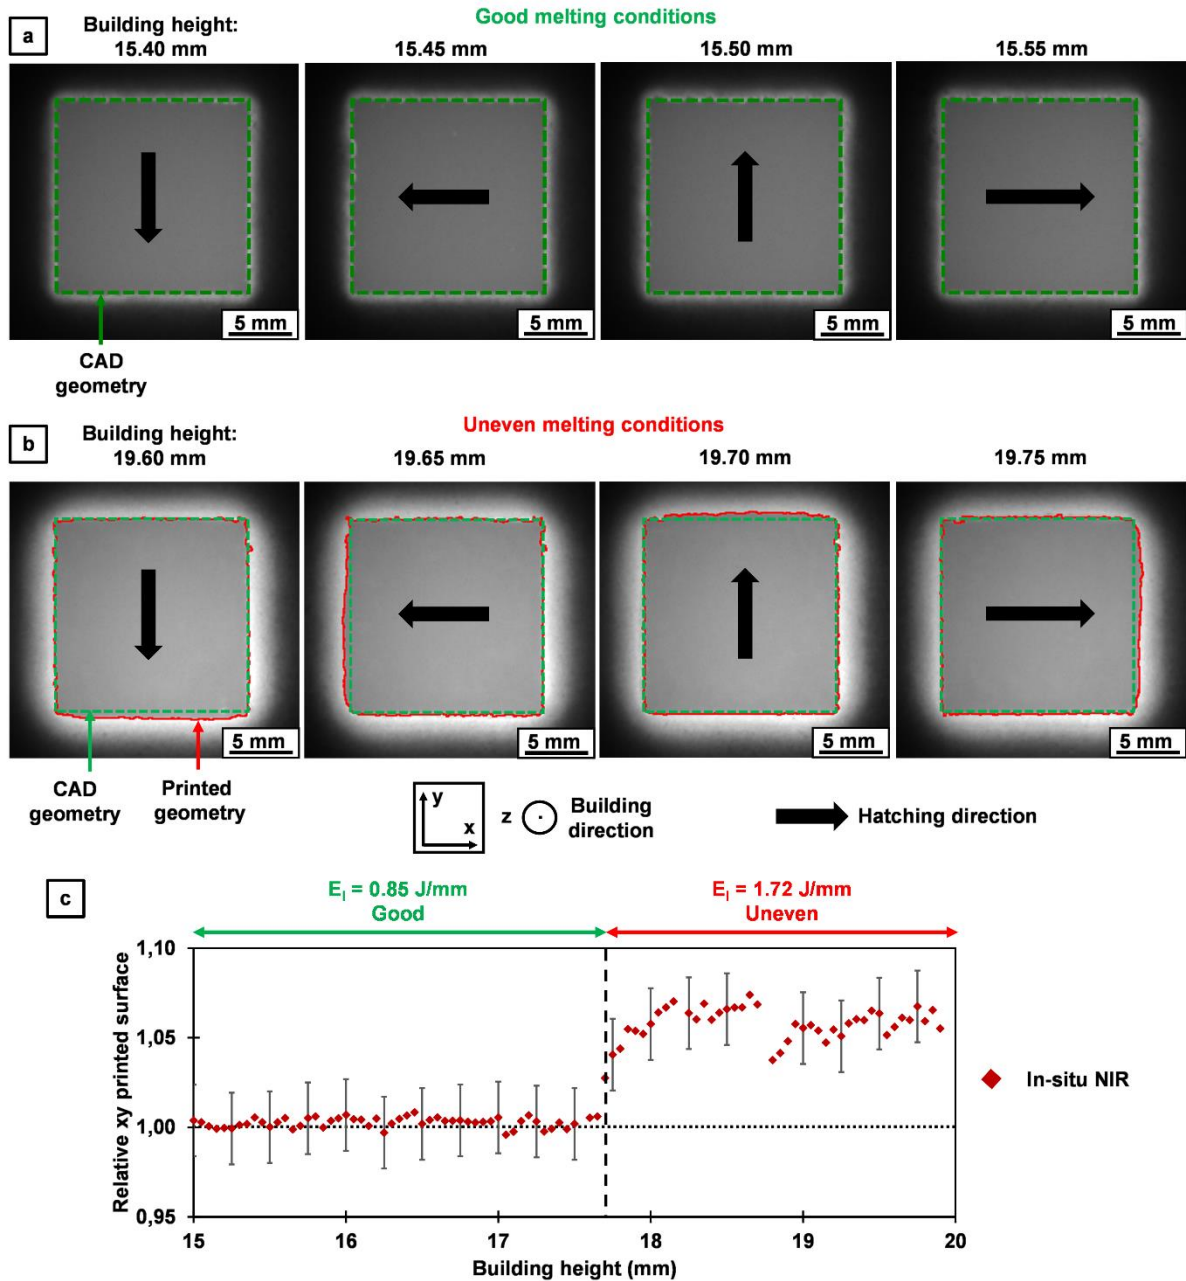 a
Building height:
Good melting conditions
15.40 mm
15.45 mm
15.50 mm
15.55 mm
5 mm
5 mm
5 mm
5 mm
CAD
geometry
b
Building height:
Uneven melting conditions
19.60 mm
19.65 mm
19.70 mm
19.75 mm
5 mm
5 mm
5 mm
5 mm
CAD
geometry
Printed
geometry
y
x
z
Building
direction
Hatching direction
c
El = 0.85 J/mm
Good
El = 1.72 J/mm
Uneven
Relative xy printed surface
1,10
1,05
1,00
0,95
15
16
17
18
19
20
Building height (mm)
In-situ NIR